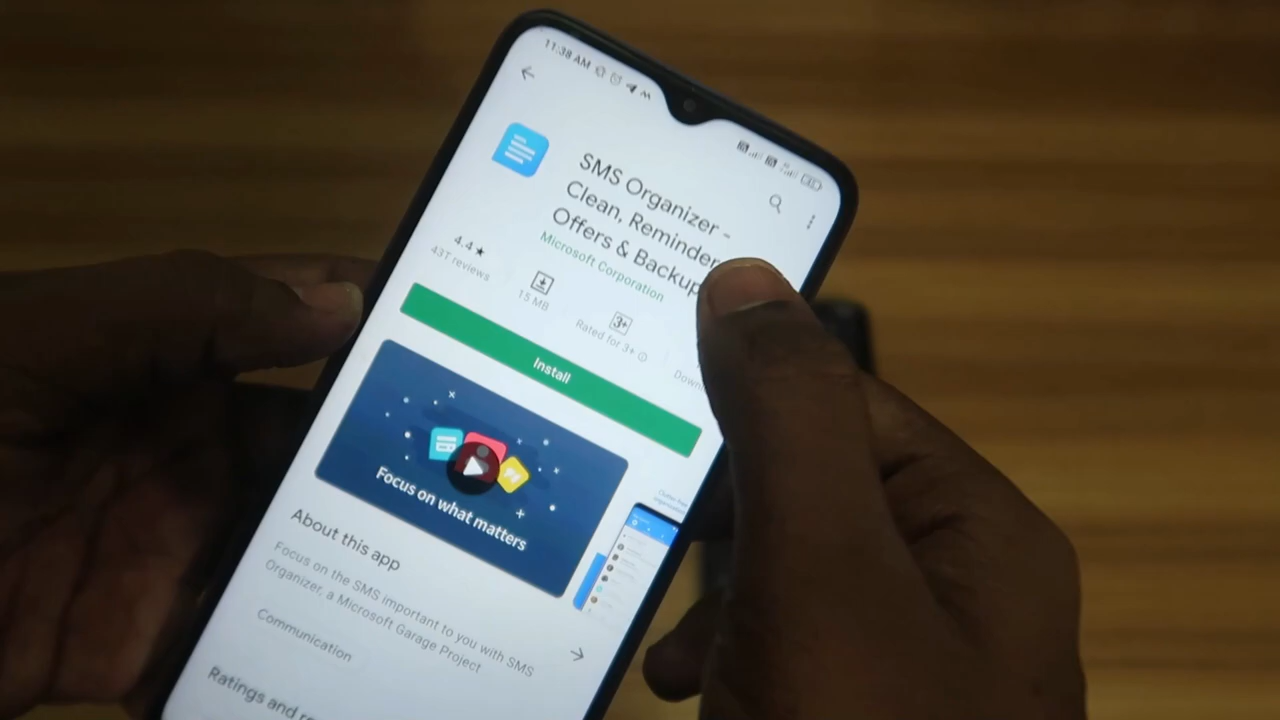 11:38 AM
SMS Organizer -
Clean, Reminder
Offers & Backup
Microsoft Corporation
4.4★
43T reviews
15 MB
3+
Rated for 3+
Install
Focus on what matters
About this app
Focus on the SMS important to you with SMS
Organizer, a Microsoft Garage Project
Communication
Ratings and